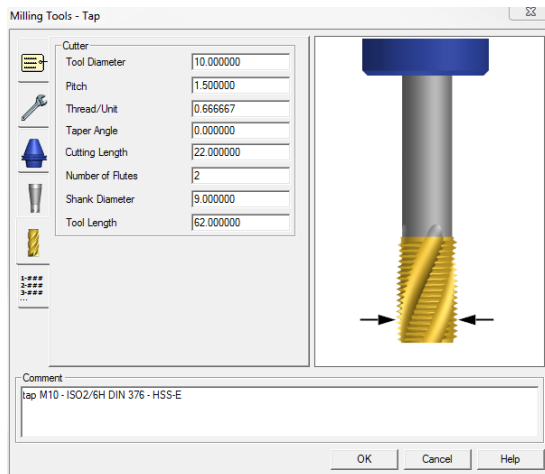 Milling Tools - Tap
Cutter
Tool Diameter 10.000000
Pitch 1.500000
Thread/Unit 0.666667
Taper Angle 0.000000
Cutting Length 22.000000
Number of Flutes 2
Shank Diameter 9.000000
Tool Length 62.000000
1-###
2-###
3-###
...
Comment
tap M10 - ISO2/6H DIN 376 - HSS-E
OK Cancel Help